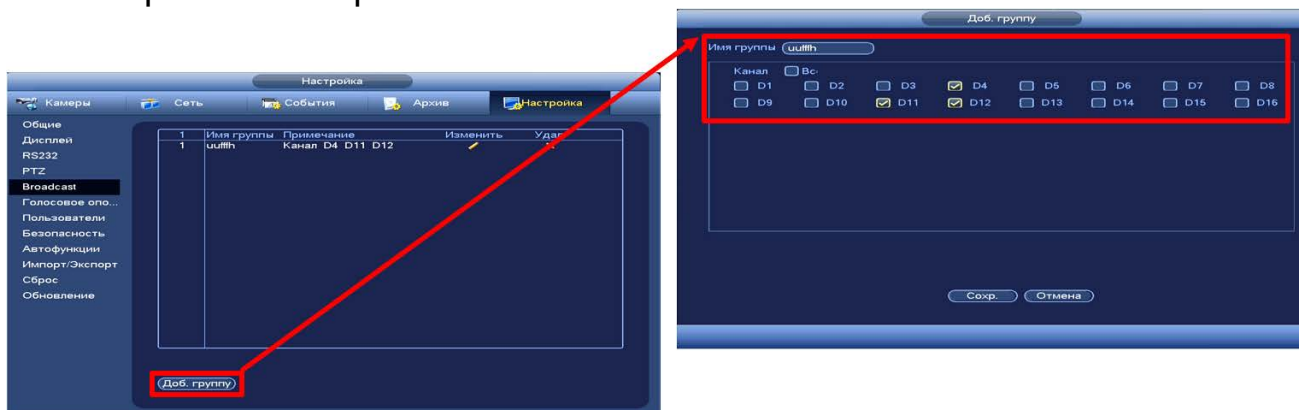 Настройка
Камеры Сеть События Архив Настройка
Общие
Дисплей
RS232
PTZ
Broadcast
Голосовое опо...
Пользователи
Безопасность
Автофункции
Импорт/Экспорт
Сброс
Обновление
1 Имя группы Примечание Изменить
1 Канал D4 D11 D12
Доб. группу
Доб. группу
Имя группы
Канал Вс
D1 D2 D3 D4 D5 D6 D7 D8
D9 D10 D11 D12 D13 D14 D15 D16
Сохр. Отмена